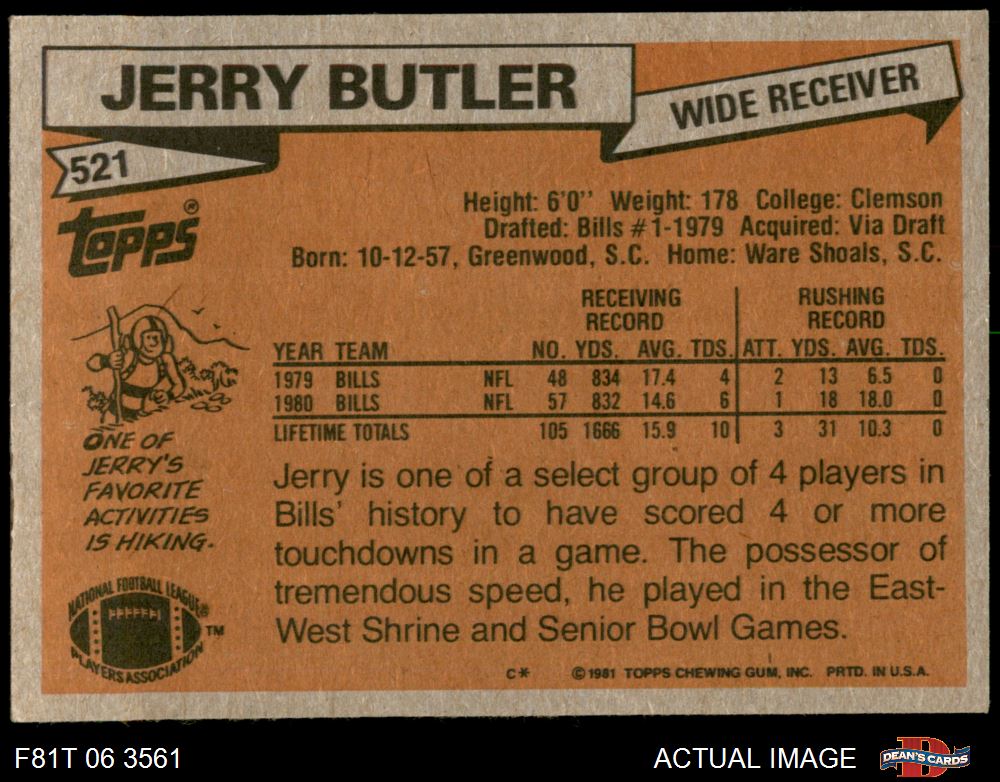 JERRY BUTLER
WIDE RECEIVER
521
topps®
Height: 6'0'' Weight: 178 College: Clemson
Drafted: Bills #1-1979 Acquired: Via Draft
Born: 10-12-57, Greenwood, S.C. Home: Ware Shoals, S.C.
RECEIVING RECORD RUSHING RECORD
YEAR TEAM NO. YDS. AVG. TDS. ATT. YDS. AVG. TDS.
1979 BILLS NFL 48 834 17.4 4 2 13 6.5 0
1980 BILLS NFL 57 832 14.6 6 1 18 18.0 0
LIFETIME TOTALS 105 1666 15.9 10 3 31 10.3 0
ONE OF
JERRY'S
FAVORITE
ACTIVITIES
IS HIKING.
Jerry is one of a select group of 4 players in
Bills' history to have scored 4 or more
touchdowns in a game. The possessor of
tremendous speed, he played in the East-
West Shrine and Senior Bowl Games.
NATIONAL FOOTBALL LEAGUE®
PLAYERS ASSOCIATION
TM
C* ©1981 TOPPS CHEWING GUM, INC. PRTD. IN U.S.A.
F81T 06 3561
ACTUAL IMAGE
D
DEAN'S CARDS